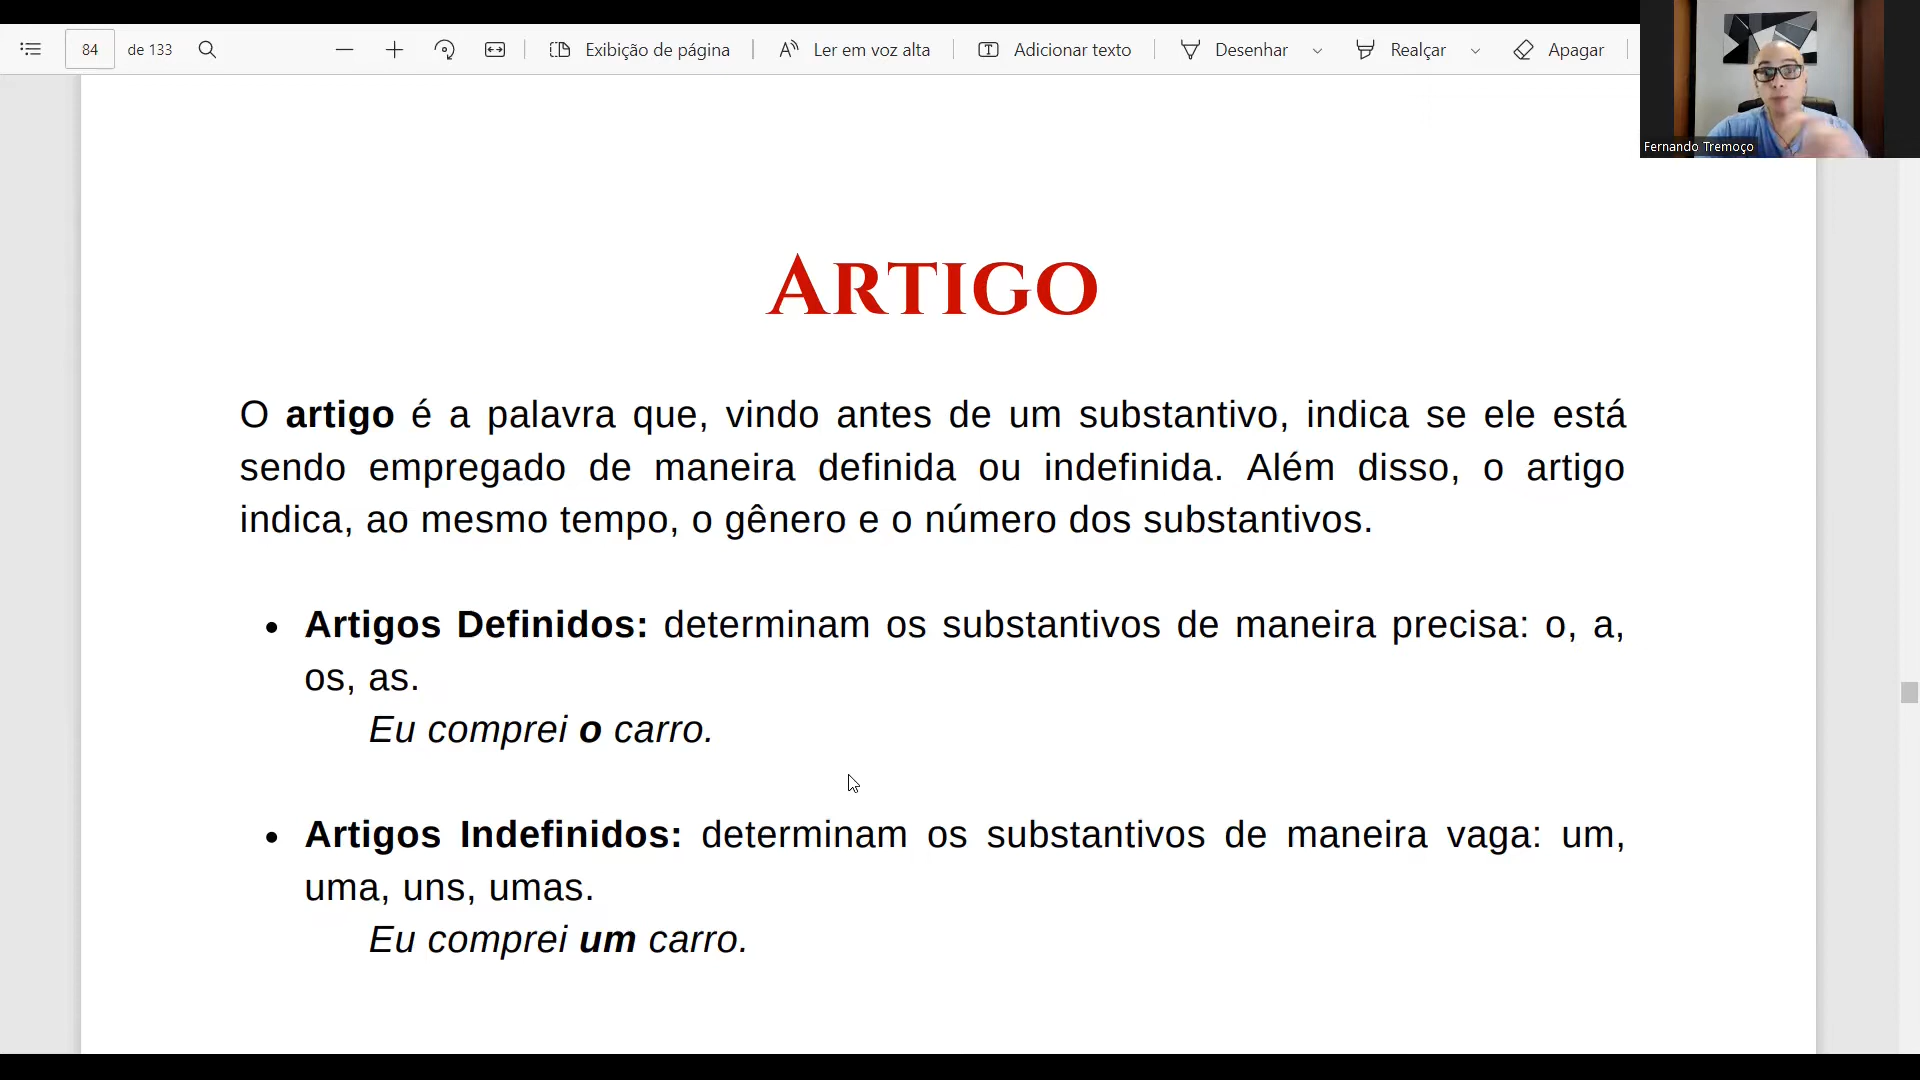 84 de 133 Exibição de página Ler em voz alta Adicionar texto Desenhar Realçar Apagar
Fernando Tremoço
ARTIGO
O artigo é a palavra que, vindo antes de um substantivo, indica se ele está
sendo empregado de maneira definida ou indefinida. Além disso, o artigo
indica, ao mesmo tempo, o gênero e o número dos substantivos.
• Artigos Definidos: determinam os substantivos de maneira precisa: o, a,
os, as.
Eu comprei o carro.
• Artigos Indefinidos: determinam os substantivos de maneira vaga: um,
uma, uns, umas.
Eu comprei um carro.